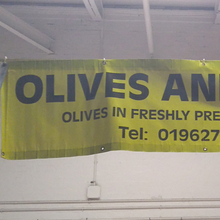 OLIVES AN
OLIVES IN FRESHLY PRE
Tel: 019627